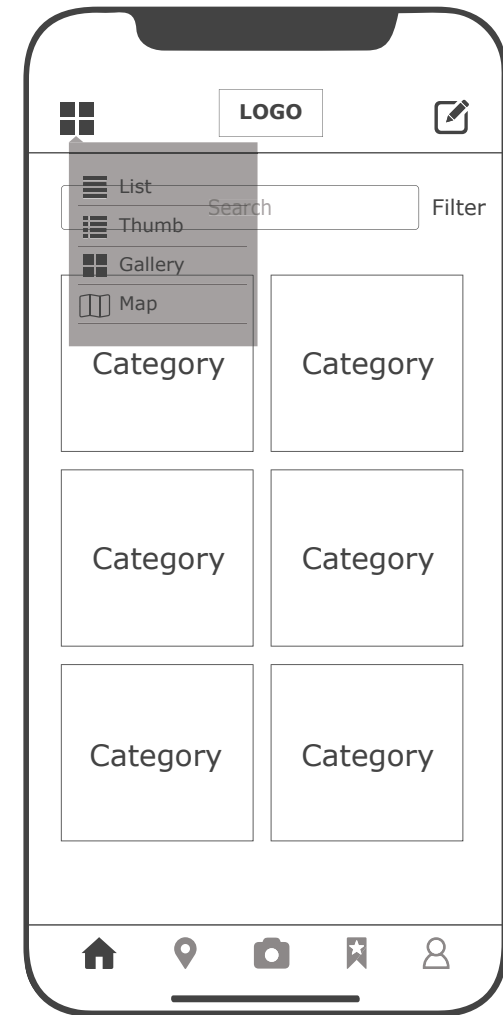 LOGO
List
Search
Filter
Thumb
Gallery
Map
Category
Category
Category
Category
Category
Category